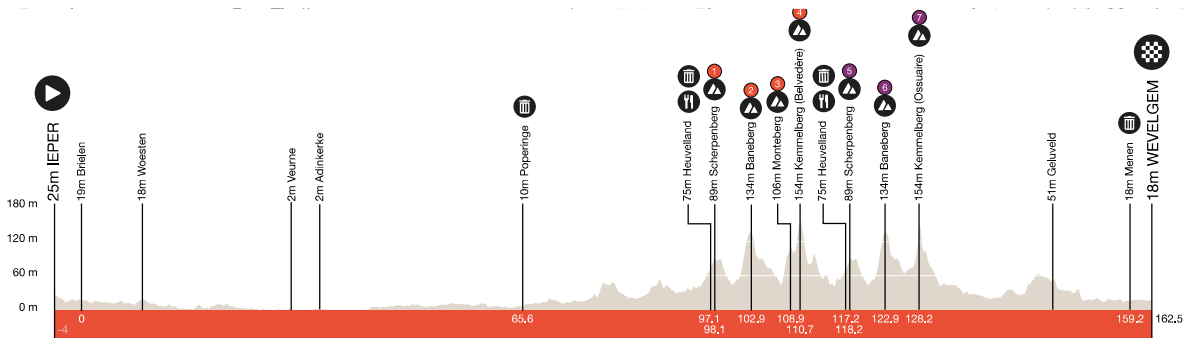 4
7
1
5
2
3
6
25m IEPER
19m Brielen
18m Woesten
2m Veurne
2m Adinkerke
10m Poperinge
75m Heuvelland
89m Scherpenberg
134m Baneberg
106m Monteberg
154m Kemmelberg (Belvedère)
75m Heuvelland
89m Scherpenberg
134m Baneberg
154m Kemmelberg (Ossuaire)
51m Geluveld
18m Menen
18m WEVELGEM
180 m
120 m
60 m
0 m
-4
0
65.6
97.1
98.1
102.9
108.9
110.7
117.2
118.2
122.9
128.2
159.2
162.5